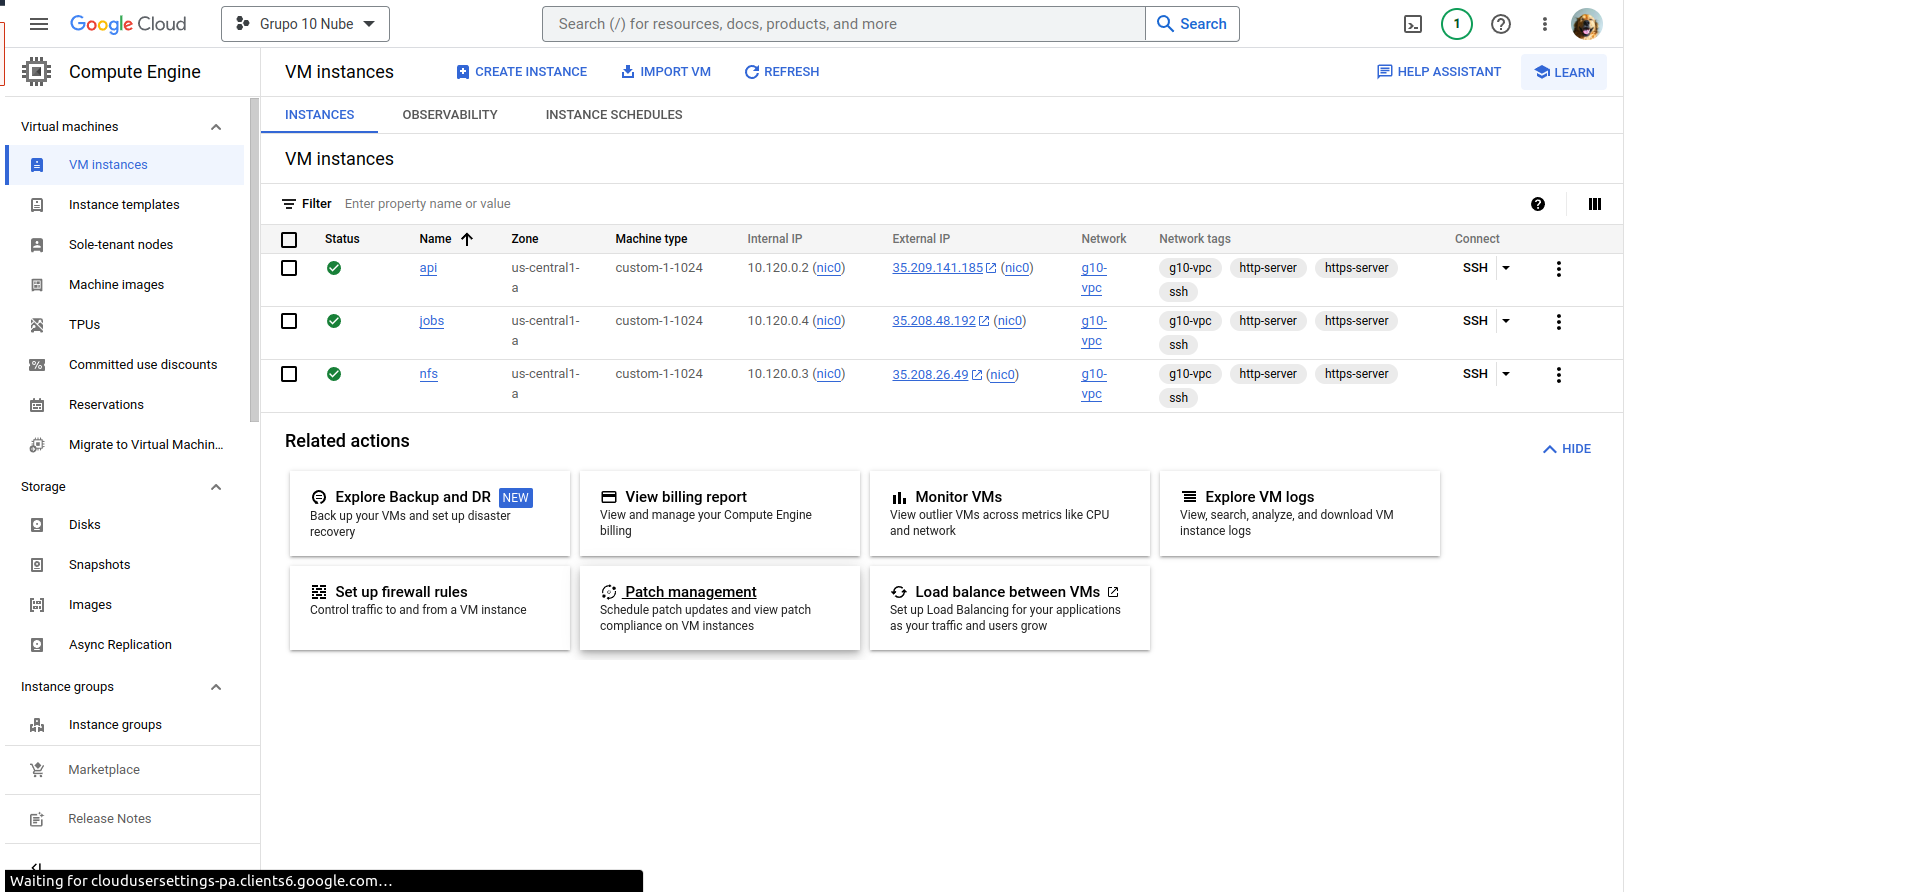 Google Cloud
Grupo 10 Nube
Search (/) for resources, docs, products, and more
Search
1
Compute Engine
VM instances
CREATE INSTANCE
IMPORT VM
REFRESH
HELP ASSISTANT
LEARN
Virtual machines
VM instances
Instance templates
Sole-tenant nodes
Machine images
TPUs
Committed use discounts
Reservations
Migrate to Virtual Machin...
Storage
Disks
Snapshots
Images
Async Replication
Instance groups
Instance groups
Marketplace
Release Notes
INSTANCES OBSERVABILITY INSTANCE SCHEDULES
VM instances
Filter Enter property name or value
Status Name Zone Machine type Internal IP External IP Network Network tags Connect
api us-central1- custom-1-1024 10.120.0.2 (nic0) 35.209.141.185 (nic0) g10- g10-vpc http-server https-server SSH
a vpc ssh
jobs us-central1- custom-1-1024 10.120.0.4 (nic0) 35.208.48.192 (nic0) g10- g10-vpc http-server https-server SSH
a vpc ssh
nfs us-central1- custom-1-1024 10.120.0.3 (nic0) 35.208.26.49 (nic0) g10- g10-vpc http-server https-server SSH
a vpc ssh
Related actions
HIDE
Explore Backup and DR NEW
Back up your VMs and set up disaster
recovery
View billing report
View and manage your Compute Engine
billing
Monitor VMs
View outlier VMs across metrics like CPU
and network
Explore VM logs
View, search, analyze, and download VM
instance logs
Set up firewall rules
Control traffic to and from a VM instance
Patch management
Schedule patch updates and view patch
compliance on VM instances
Load balance between VMs
Set up Load Balancing for your applications
as your traffic and users grow
Waiting for cloudusersettings-pa.clients6.google.com...